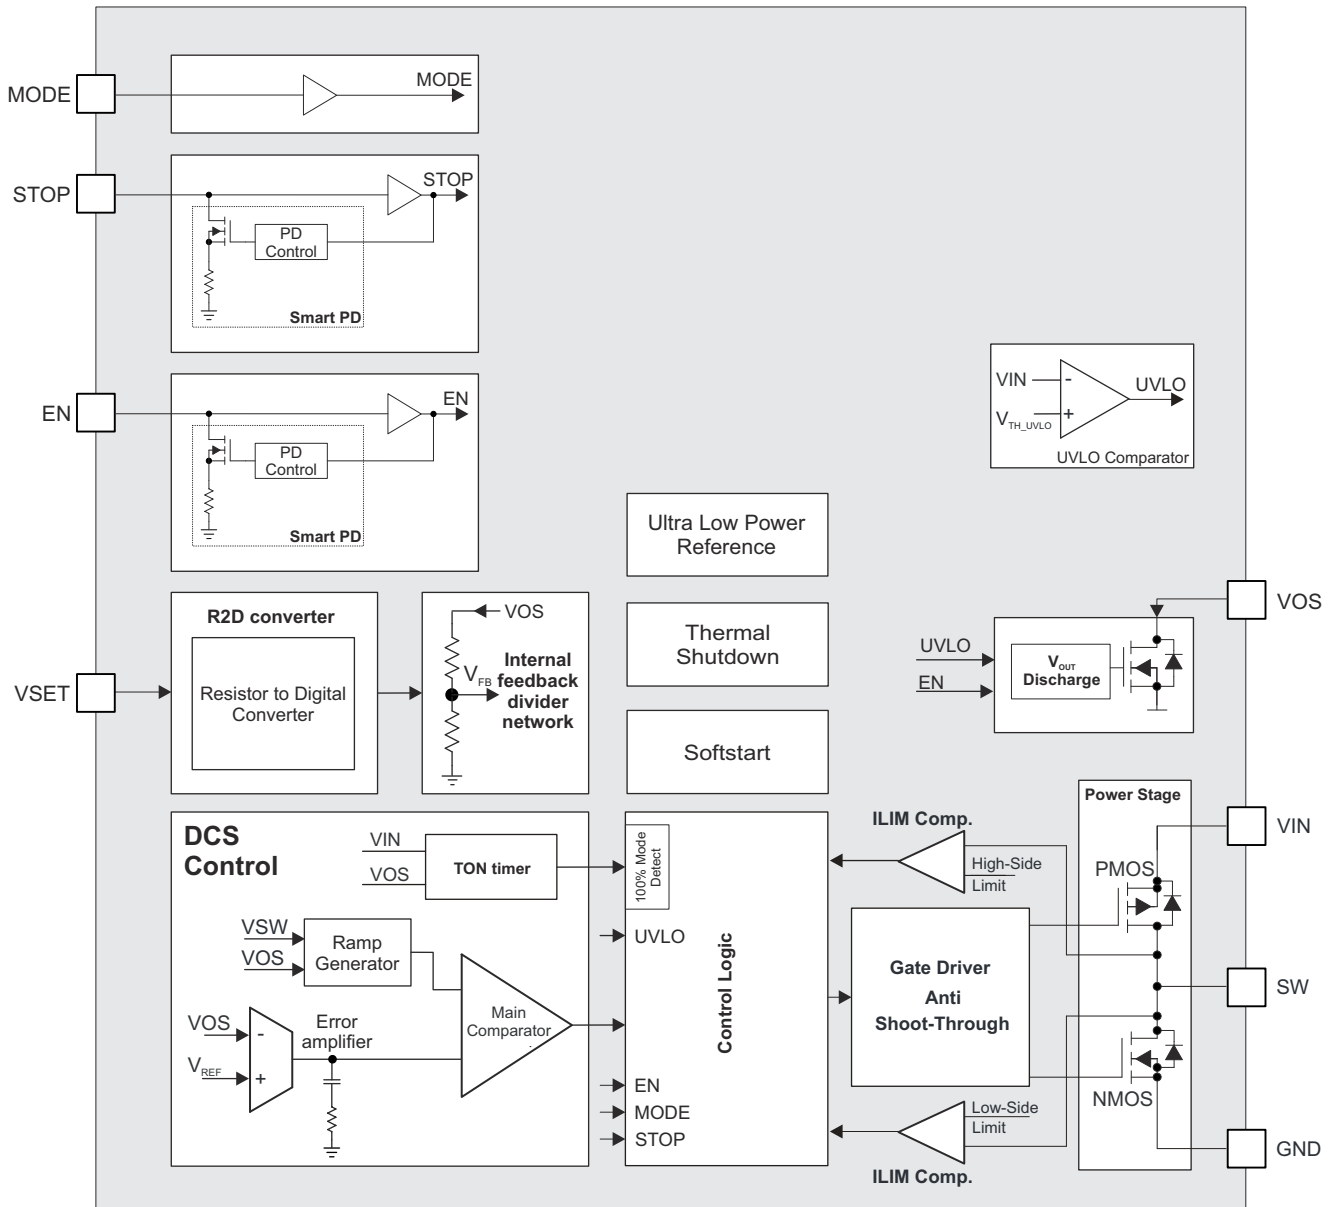 MODE
MODE
STOP
STOP
PD
Control
Smart PD
EN
EN
PD
Control
Smart PD
VIN
-
UVLO
V_TH_UVLO
+
UVLO Comparator
Ultra Low Power
Reference
Thermal
Shutdown
Softstart
VSET
R2D converter
Resistor to Digital
Converter
VOS
V_FB
Internal
feedback
divider
network
VOS
UVLO
EN
V_OUT
Discharge
DCS
Control
VIN
VOS
TON timer
VSW
VOS
Ramp
Generator
VOS
-
V_REF
+
Error
amplifier
Main
Comparator
100% Mode
Detect
UVLO
Control Logic
EN
MODE
STOP
ILIM Comp.
High-Side
Limit
Gate Driver
Anti
Shoot-Through
Low-Side
Limit
ILIM Comp.
Power Stage
PMOS
NMOS
VIN
SW
GND